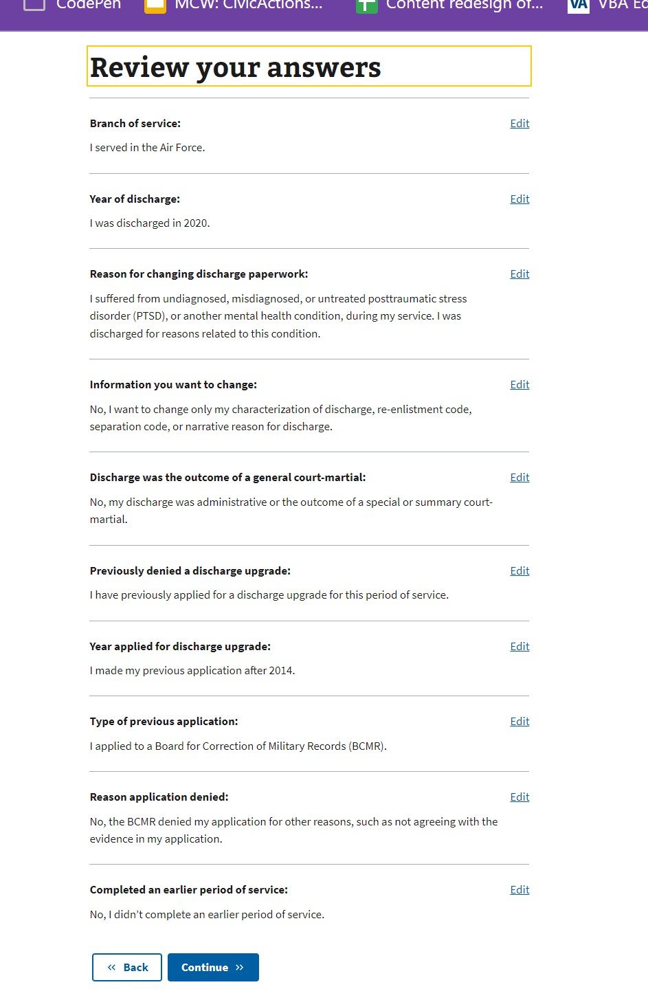 CodePen MCW: CivicActions... Content redesign of... VA VBA Ed
Review your answers
Branch of service: Edit
I served in the Air Force.
Year of discharge: Edit
I was discharged in 2020.
Reason for changing discharge paperwork: Edit
I suffered from undiagnosed, misdiagnosed, or untreated posttraumatic stress
disorder (PTSD), or another mental health condition, during my service. I was
discharged for reasons related to this condition.
Information you want to change: Edit
No, I want to change only my characterization of discharge, re-enlistment code,
separation code, or narrative reason for discharge.
Discharge was the outcome of a general court-martial: Edit
No, my discharge was administrative or the outcome of a special or summary court-
martial.
Previously denied a discharge upgrade: Edit
I have previously applied for a discharge upgrade for this period of service.
Year applied for discharge upgrade: Edit
I made my previous application after 2014.
Type of previous application: Edit
I applied to a Board for Correction of Military Records (BCMR).
Reason application denied: Edit
No, the BCMR denied my application for other reasons, such as not agreeing with the
evidence in my application.
Completed an earlier period of service: Edit
No, I didn’t complete an earlier period of service.
« Back Continue »